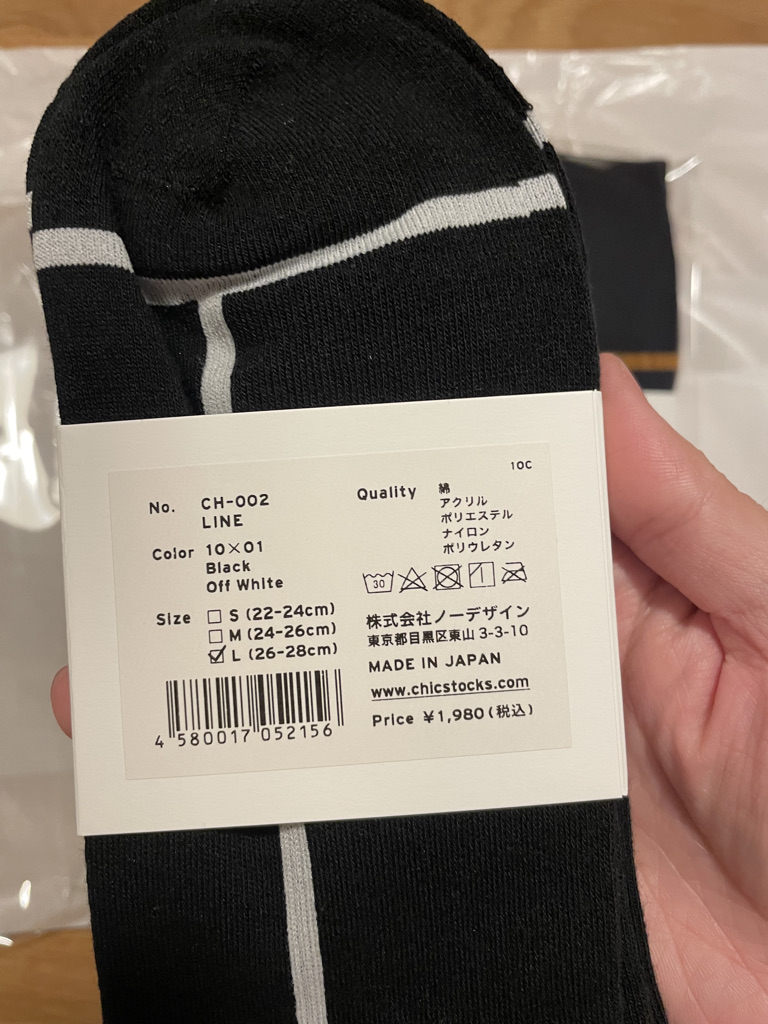 10C
No. CH-002
LINE
Color 10×01
Black
Off White
Size S (22-24cm)
M (24-26cm)
L (26-28cm)
4 580017 052156
Quality 綿
アクリル
ポリエステル
ナイロン
ポリウレタン
30
株式会社ノーデザイン
東京都目黒区東山 3-3-10
MADE IN JAPAN
www.chicstocks.com
Price ¥1,980(税込)